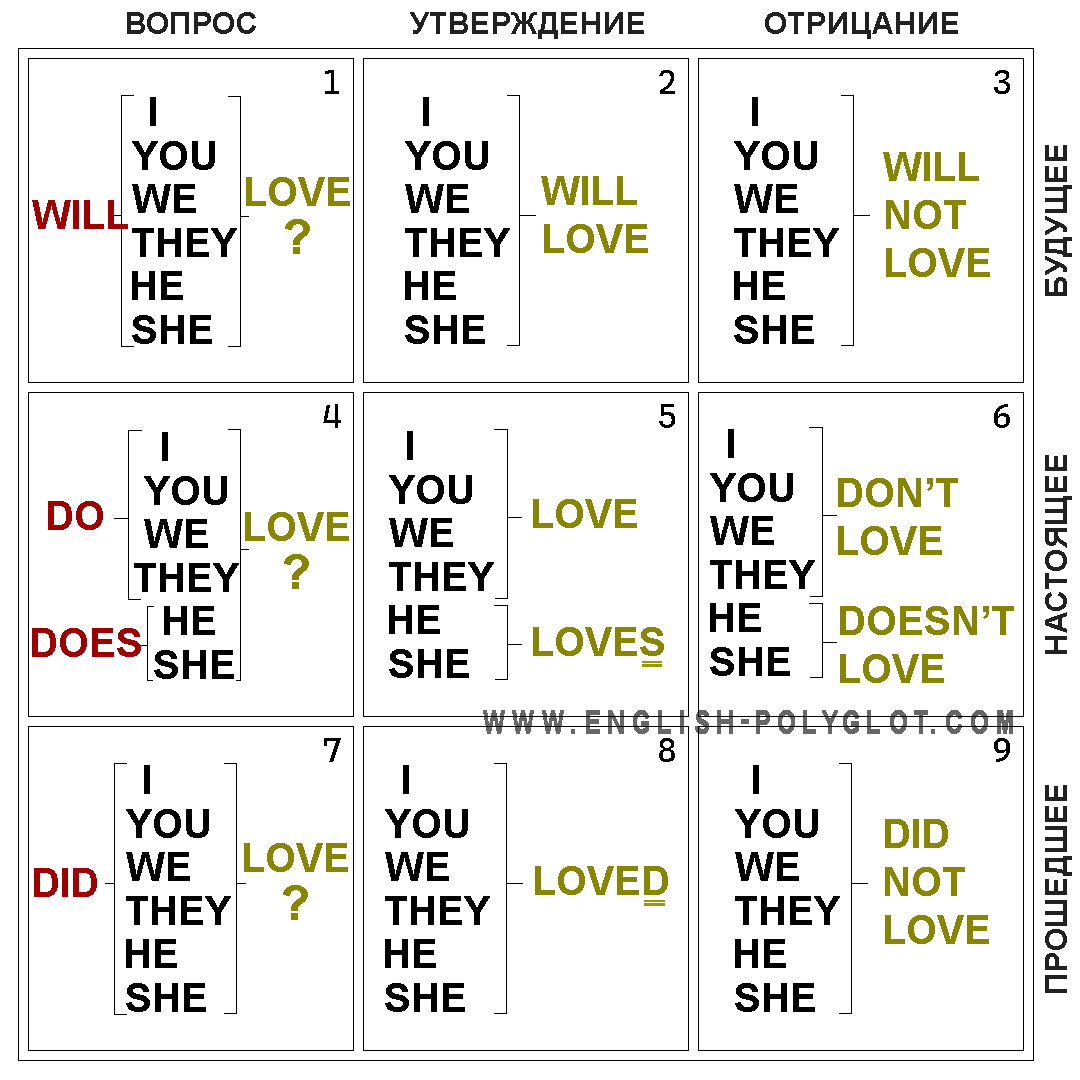 ВОПРОС УТВЕРЖДЕНИЕ ОТРИЦАНИЕ
1
WILL
I
YOU
WE
THEY
HE
SHE
LOVE
?
2
I
YOU
WE
THEY
HE
SHE
WILL
LOVE
3
I
YOU
WE
THEY
HE
SHE
WILL
NOT
LOVE
БУДУЩЕЕ
4
DO
I
YOU
WE
THEY
DOES
HE
SHE
LOVE
?
5
I
YOU
WE
THEY
LOVE
HE
SHE
LOVES
6
I
YOU
WE
THEY
DON’T
LOVE
HE
SHE
DOESN’T
LOVE
НАСТОЯЩЕЕ
WWW.ENGLISH-POLYGLOT.COM
7
DID
I
YOU
WE
THEY
HE
SHE
LOVE
?
8
I
YOU
WE
THEY
HE
SHE
LOVED
9
I
YOU
WE
THEY
HE
SHE
DID
NOT
LOVE
ПРОШЕДШЕЕ